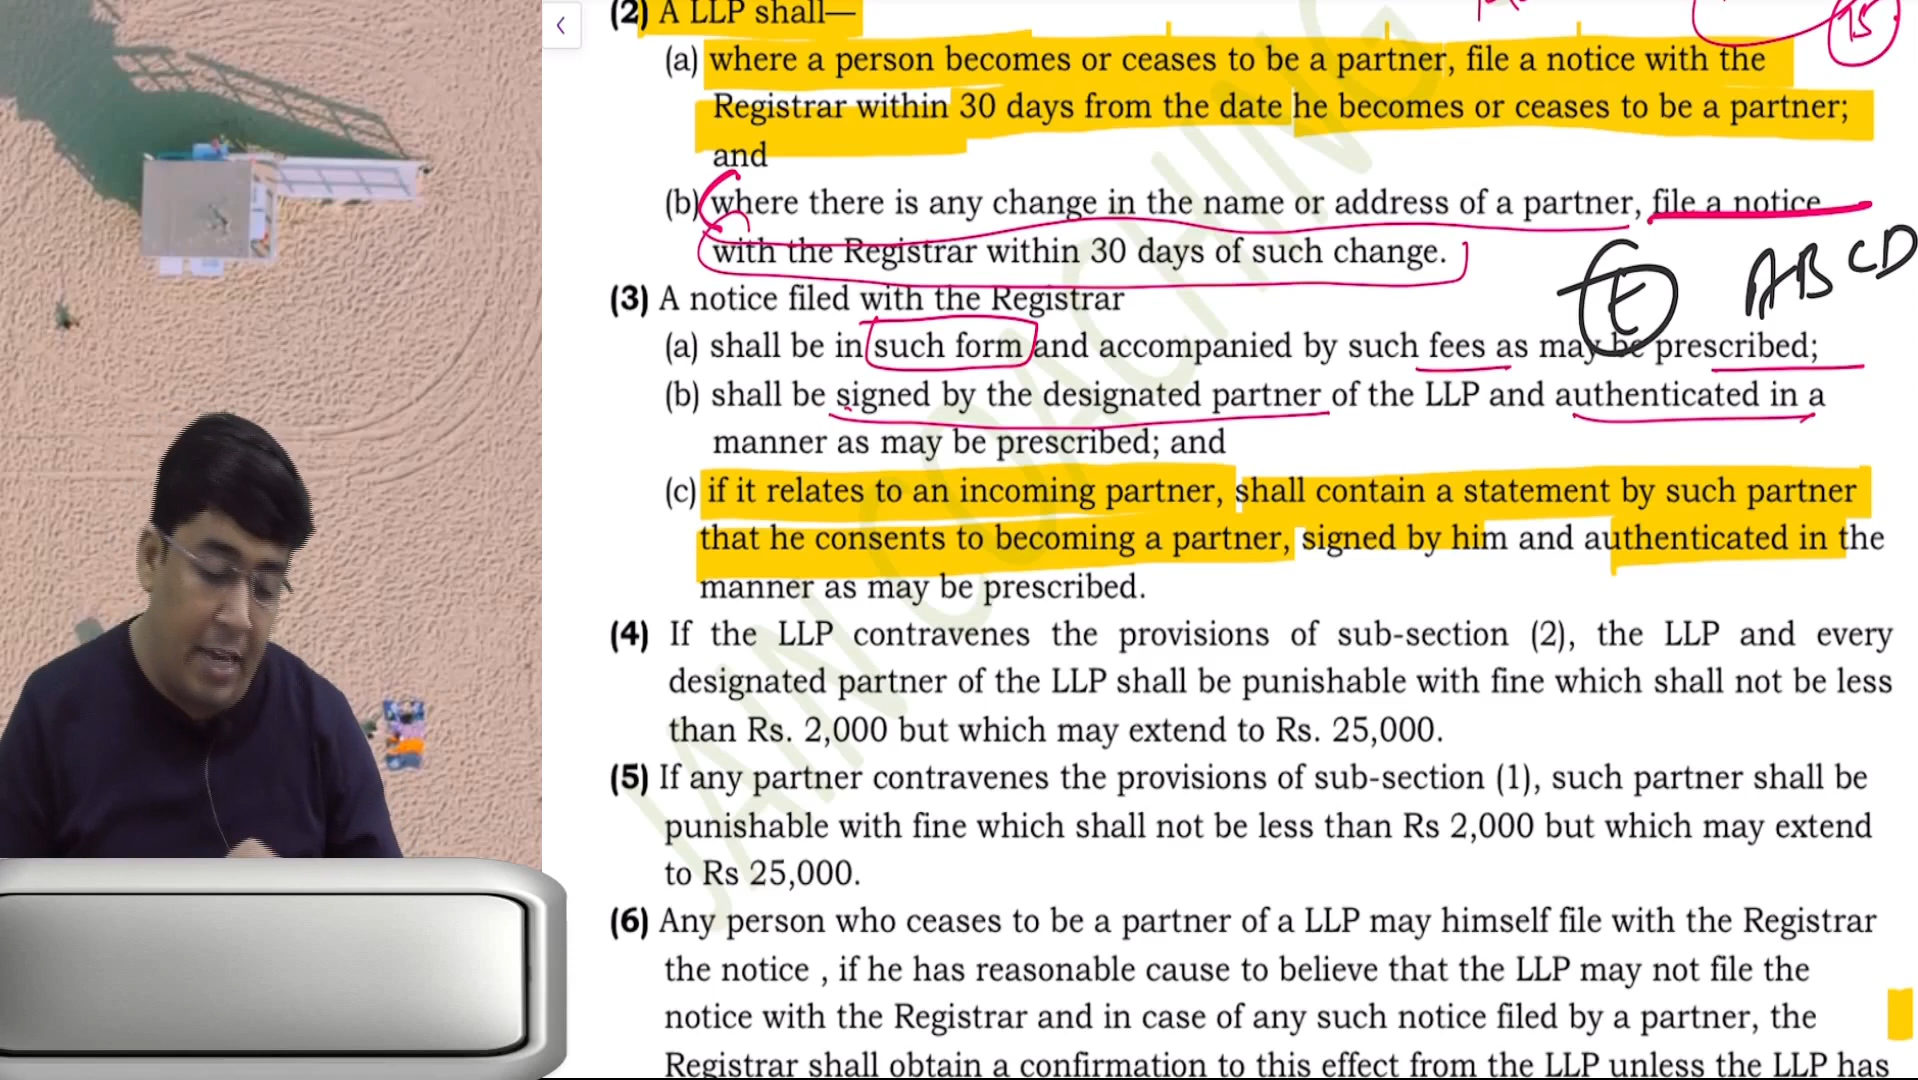 (2) A LLP shall—
15
(a) where a person becomes or ceases to be a partner, file a notice with the
Registrar within 30 days from the date he becomes or ceases to be a partner;
and
(b) where there is any change in the name or address of a partner, file a notice
with the Registrar within 30 days of such change.
E ABCD
(3) A notice filed with the Registrar
(a) shall be in such form and accompanied by such fees as may be prescribed;
(b) shall be signed by the designated partner of the LLP and authenticated in a
manner as may be prescribed; and
(c) if it relates to an incoming partner, shall contain a statement by such partner
that he consents to becoming a partner, signed by him and authenticated in the
manner as may be prescribed.
(4) If the LLP contravenes the provisions of sub-section (2), the LLP and every
designated partner of the LLP shall be punishable with fine which shall not be less
than Rs. 2,000 but which may extend to Rs. 25,000.
(5) If any partner contravenes the provisions of sub-section (1), such partner shall be
punishable with fine which shall not be less than Rs 2,000 but which may extend
to Rs 25,000.
(6) Any person who ceases to be a partner of a LLP may himself file with the Registrar
the notice , if he has reasonable cause to believe that the LLP may not file the
notice with the Registrar and in case of any such notice filed by a partner, the
Registrar shall obtain a confirmation to this effect from the LLP unless the LLP has
JAIN COACHING